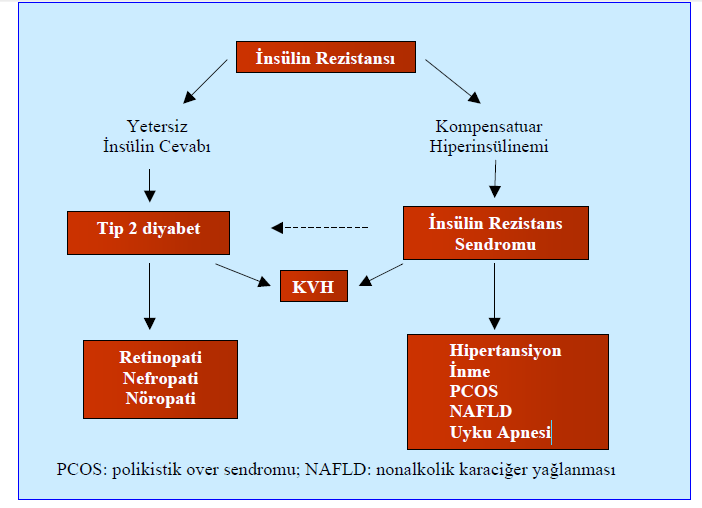 İnsülin Rezistansı
Yetersiz
İnsülin Cevabı
Kompensatuar
Hiperinsülinemi
Tip 2 diyabet
İnsülin Rezistans
Sendromu
KVH
Retinopati
Nefropati
Nöropati
Hipertansiyon
İnme
PCOS
NAFLD
Uyku Apnesi
PCOS: polikistik over sendromu; NAFLD: nonalkolik karaciğer yağlanması